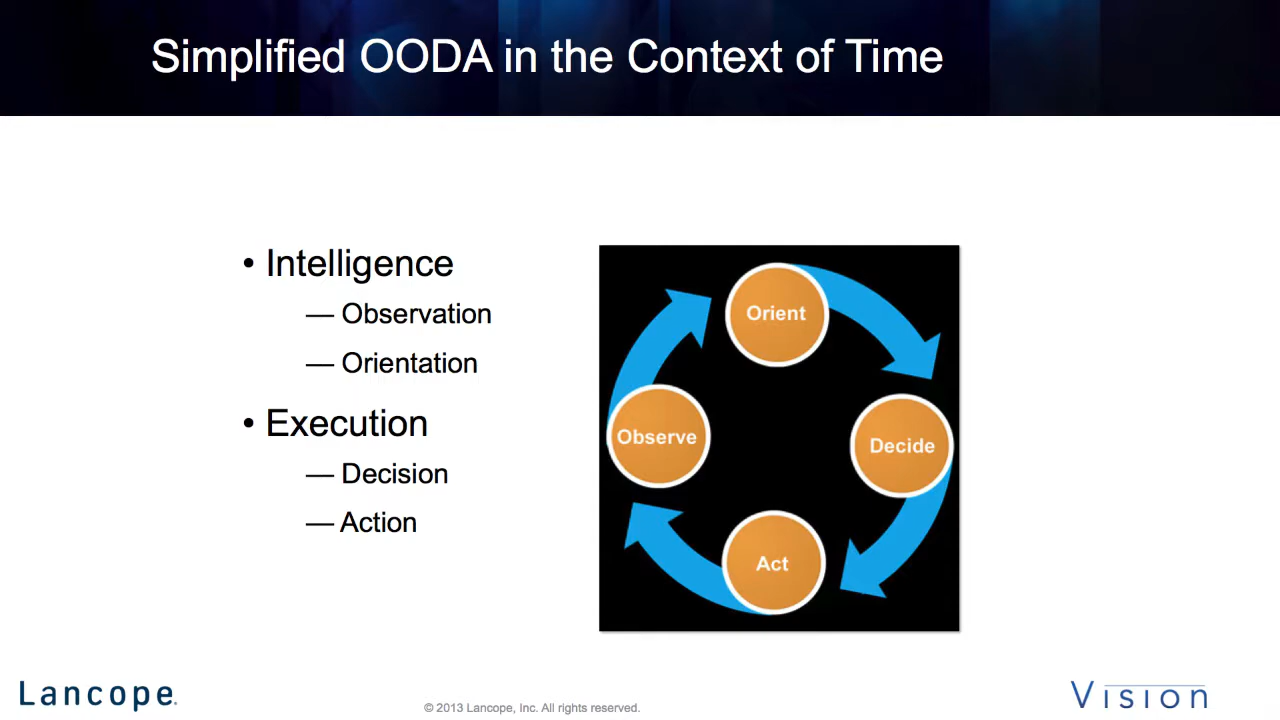 Simplified OODA in the Context of Time
• Intelligence
— Observation
— Orientation
• Execution
— Decision
— Action
Orient
Observe
Decide
Act
Lancope.
© 2013 Lancope, Inc. All rights reserved.
Vision